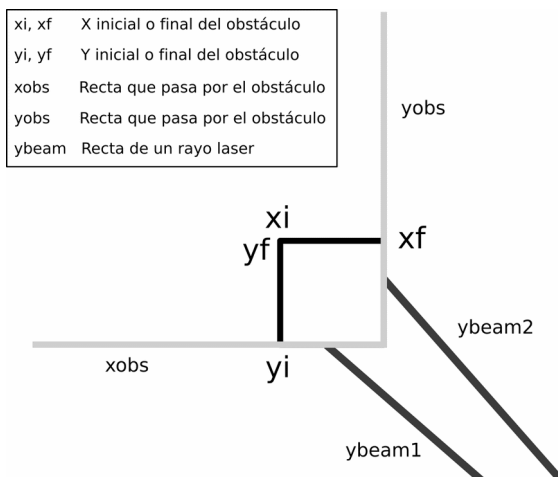 xi, xf X inicial o final del obstáculo
yi, yf Y inicial o final del obstáculo
xobs Recta que pasa por el obstáculo
yobs Recta que pasa por el obstáculo
ybeam Recta de un rayo laser
yobs
xi
yf
xf
ybeam2
xobs
yi
ybeam1